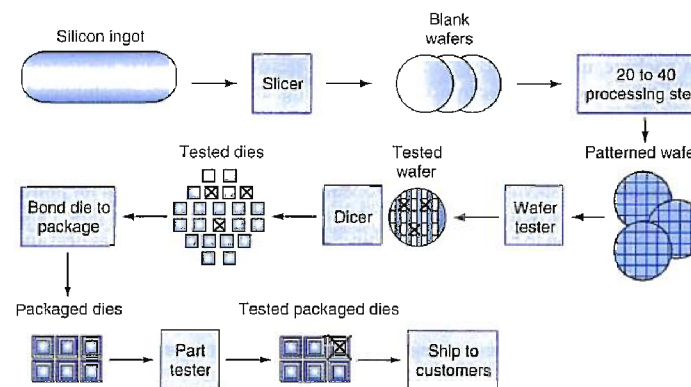 Silicon ingot
Slicer
Blank
wafers
20 to 40
processing ste
Patterned wafe
Wafer
tester
Tested
wafer
Dicer
Tested dies
Bond die to
package
Packaged dies
Part
tester
Tested packaged dies
Ship to
customers